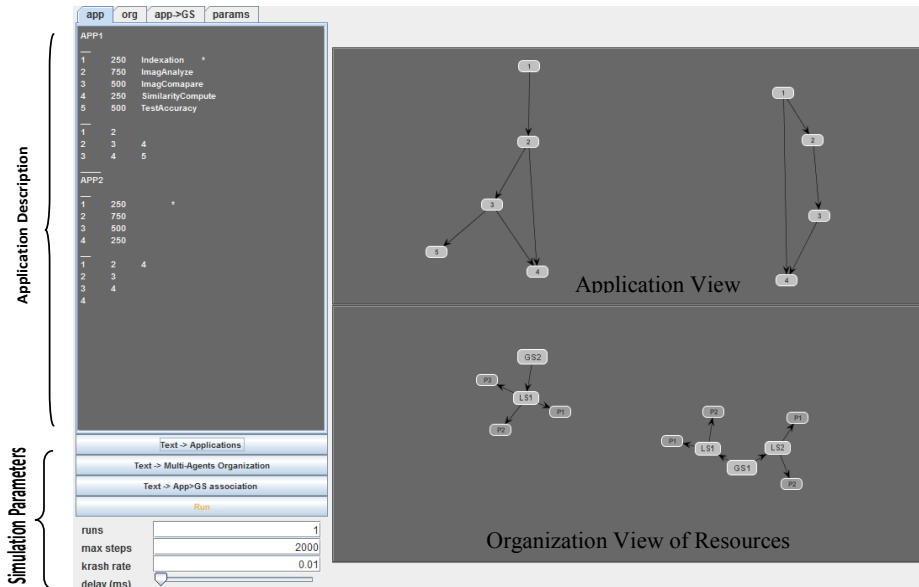 app org app->GS params
APP1
1 250 Indexation *
2 750 ImagAnalyze
3 500 ImagComapare
4 250 SimilarityCompute
5 500 TestAccuracy
1 2
2 3 4
3 4 5
APP2
1 250 *
2 750
3 500
4 250
1 2 4
2 3
3 4
4
Application Description
Text -> Applications
Text -> Multi-Agents Organization
Text -> App>GS association
Run
Simulation Parameters
runs 1
max steps 2000
krash rate 0.01
delay (ms)
1
2
3
5
4
1
2
3
4
Application View
GS2
P3
LS1
P1
P2
P2
P1
P1
LS1
LS2
GS1
P2
Organization View of Resources